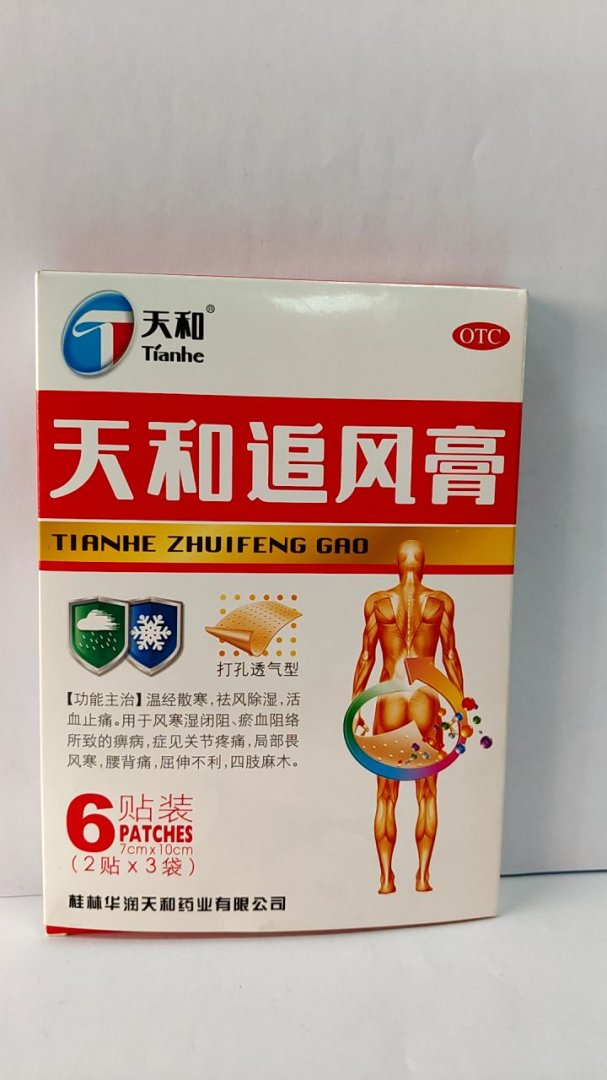 天和®
Tianhe
OTC
天和追风膏
TIANHE ZHUIFENG GAO
打孔透气型
【功能主治】温经散寒，祛风除湿，活
血止痛。用于风寒湿闭阻、瘀血阻络
所致的痹病，症见关节疼痛，局部畏
风寒，腰背痛，屈伸不利，四肢麻木。
6贴装
PATCHES
7cmx10cm
（2贴x3袋）
桂林华润天和药业有限公司